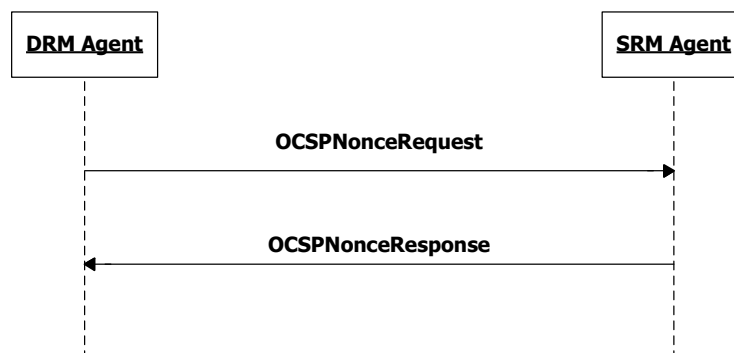 DRM Agent
SRM Agent
OCSPNonceRequest
OCSPNonceResponse